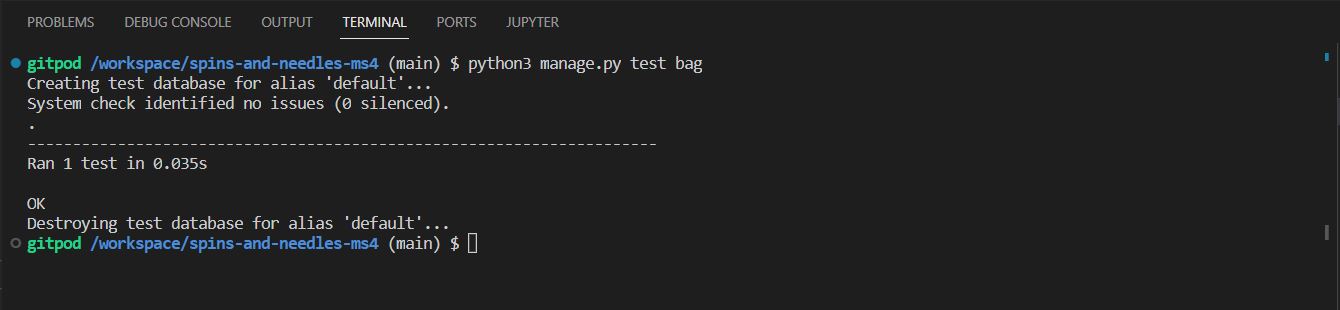 PROBLEMS DEBUG CONSOLE OUTPUT TERMINAL PORTS JUPYTER
gitpod /workspace/spins-and-needles-ms4 (main) $ python3 manage.py test bag
Creating test database for alias 'default'...
System check identified no issues (0 silenced).
.
----------------------------------------------------------------------
Ran 1 test in 0.035s
OK
Destroying test database for alias 'default'...
gitpod /workspace/spins-and-needles-ms4 (main) $